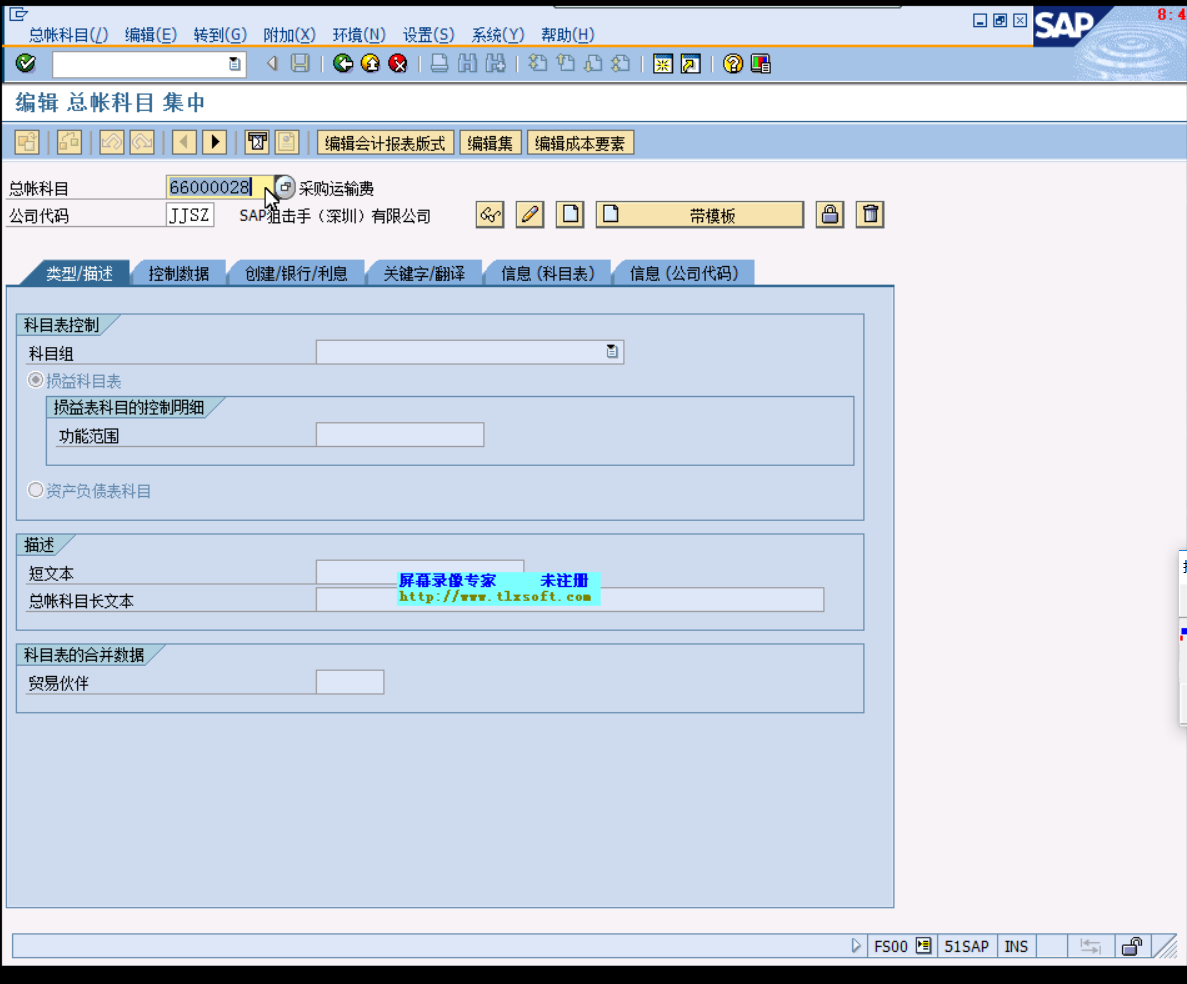 8:4
总帐科目(/) 编辑(E) 转到(G) 附加(X) 环境(N) 设置(S) 系统(Y) 帮助(H)
SAP
编辑 总帐科目 集中
编辑会计报表版式 编辑集 编辑成本要素
总帐科目 66000028 采购运输费
公司代码 JJSZ SAP狙击手（深圳）有限公司 带模板
类型/描述 控制数据 创建/银行/利息 关键字/翻译 信息(科目表) 信息(公司代码)
科目表控制
科目组
损益科目表
损益表科目的控制明细
功能范围
资产负债表科目
描述
短文本
屏幕录像专家 未注册
总帐科目长文本
http://www.tlxsoft.com
科目表的合并数据
贸易伙伴
FS00 51SAP INS